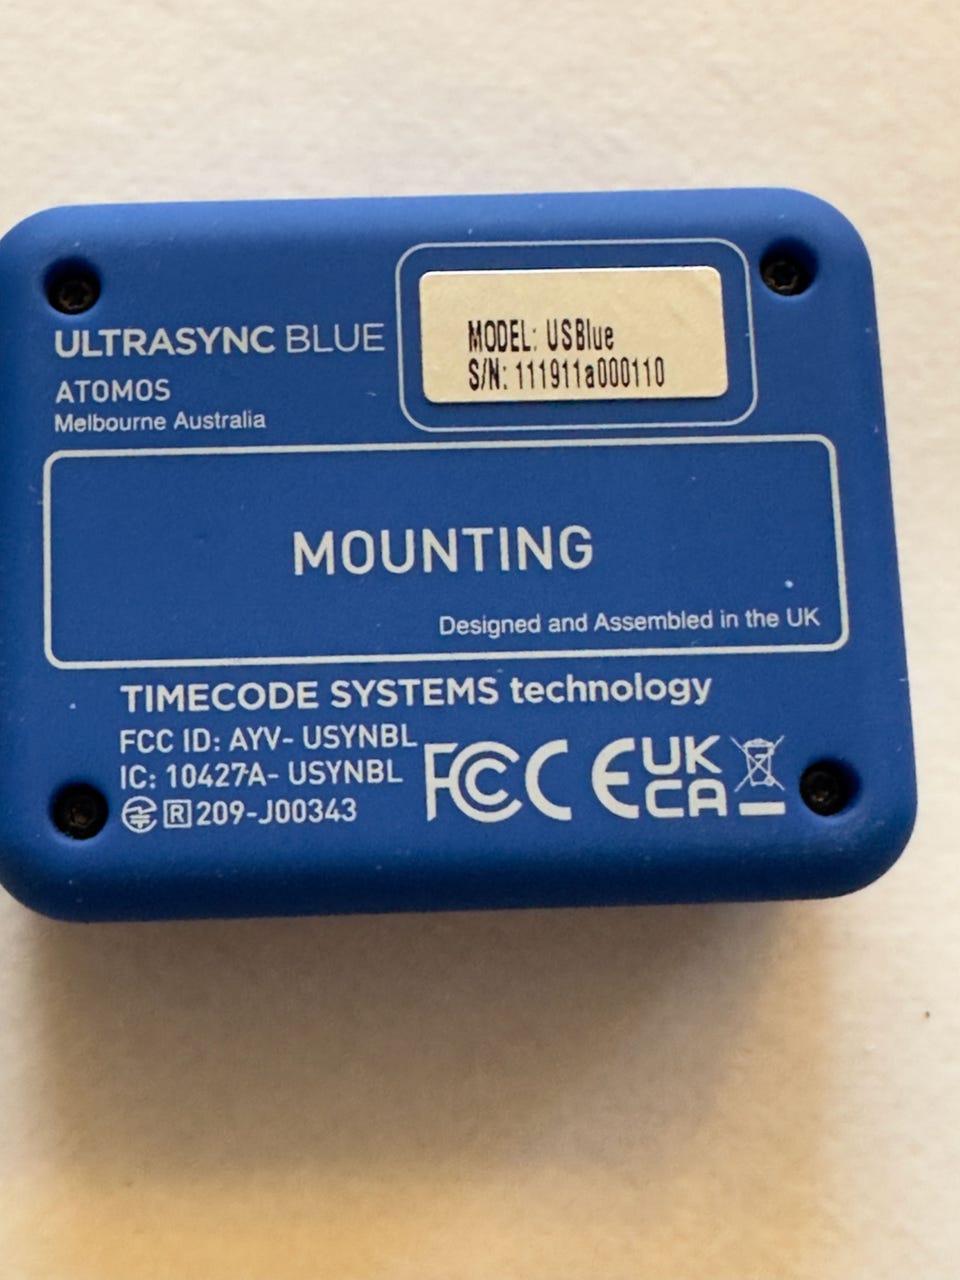 ULTRASYNC BLUE
ATOMOS
Melbourne Australia
MODEL: USBlue
S/N: 111911a000110
MOUNTING
Designed and Assembled in the UK
TIMECODE SYSTEMS technology
FCC ID: AYV- USYNBL
IC: 10427A- USYNBL
R 209-J00343
FCC CE UK
CA